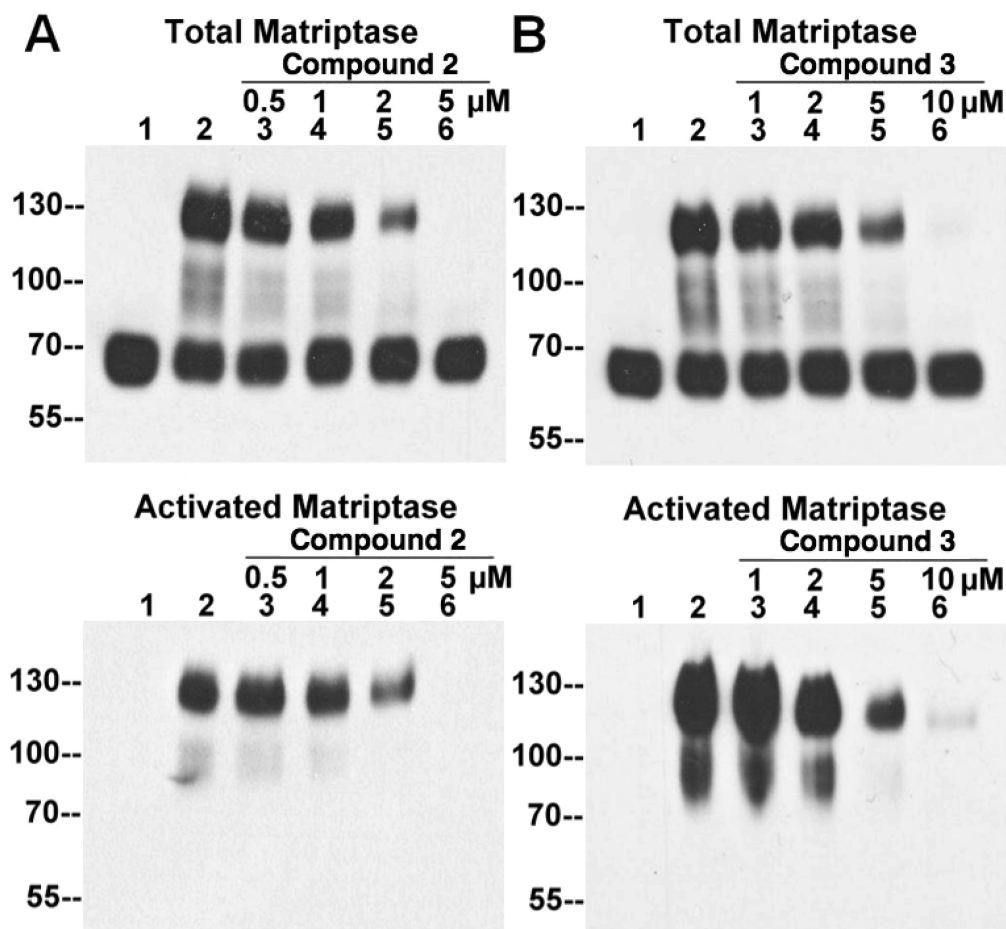 A
Total Matriptase
Compound 2
0.5 1 2 5 µM
1 2 3 4 5 6
130--
100--
70--
55--
Activated Matriptase
Compound 2
0.5 1 2 5 µM
1 2 3 4 5 6
130--
100--
70--
55--
B
Total Matriptase
Compound 3
1 2 5 10 µM
1 2 3 4 5 6
130--
100--
70--
55--
Activated Matriptase
Compound 3
1 2 5 10 µM
1 2 3 4 5 6
130--
100--
70--
55--